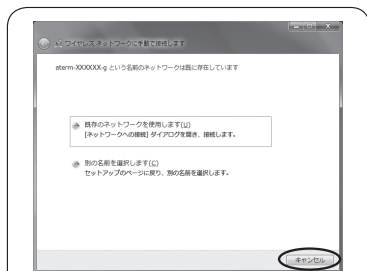 ワイヤレス ネットワークに手動で接続します
aterm-XXXXXX-g という名前のネットワークは既に存在しています
既存のネットワークを使用します(U)
[ネットワークへの接続] ダイアログを開き、接続します。
別の名前を選択します(C)
セットアップのページに戻り、別の名前を選択します。
キャンセル